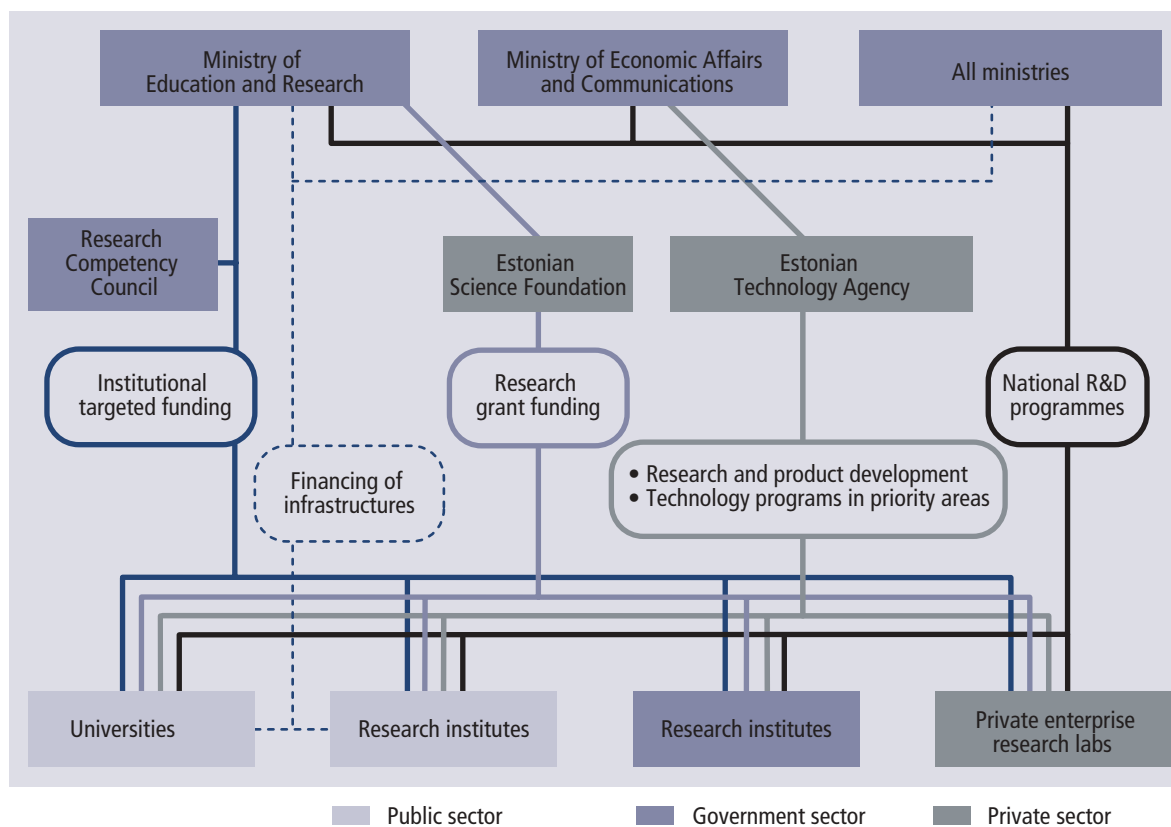 Ministry of
Education and Research
Ministry of Economic Affairs
and Communications
All ministries
Research
Competency
Council
Estonian
Science Foundation
Estonian
Technology Agency
Institutional
targeted funding
Research
grant funding
National R&D
programmes
Financing of
infrastructures
• Research and product development
• Technology programs in priority areas
Universities
Research institutes
Research institutes
Private enterprise
research labs
Public sector
Government sector
Private sector